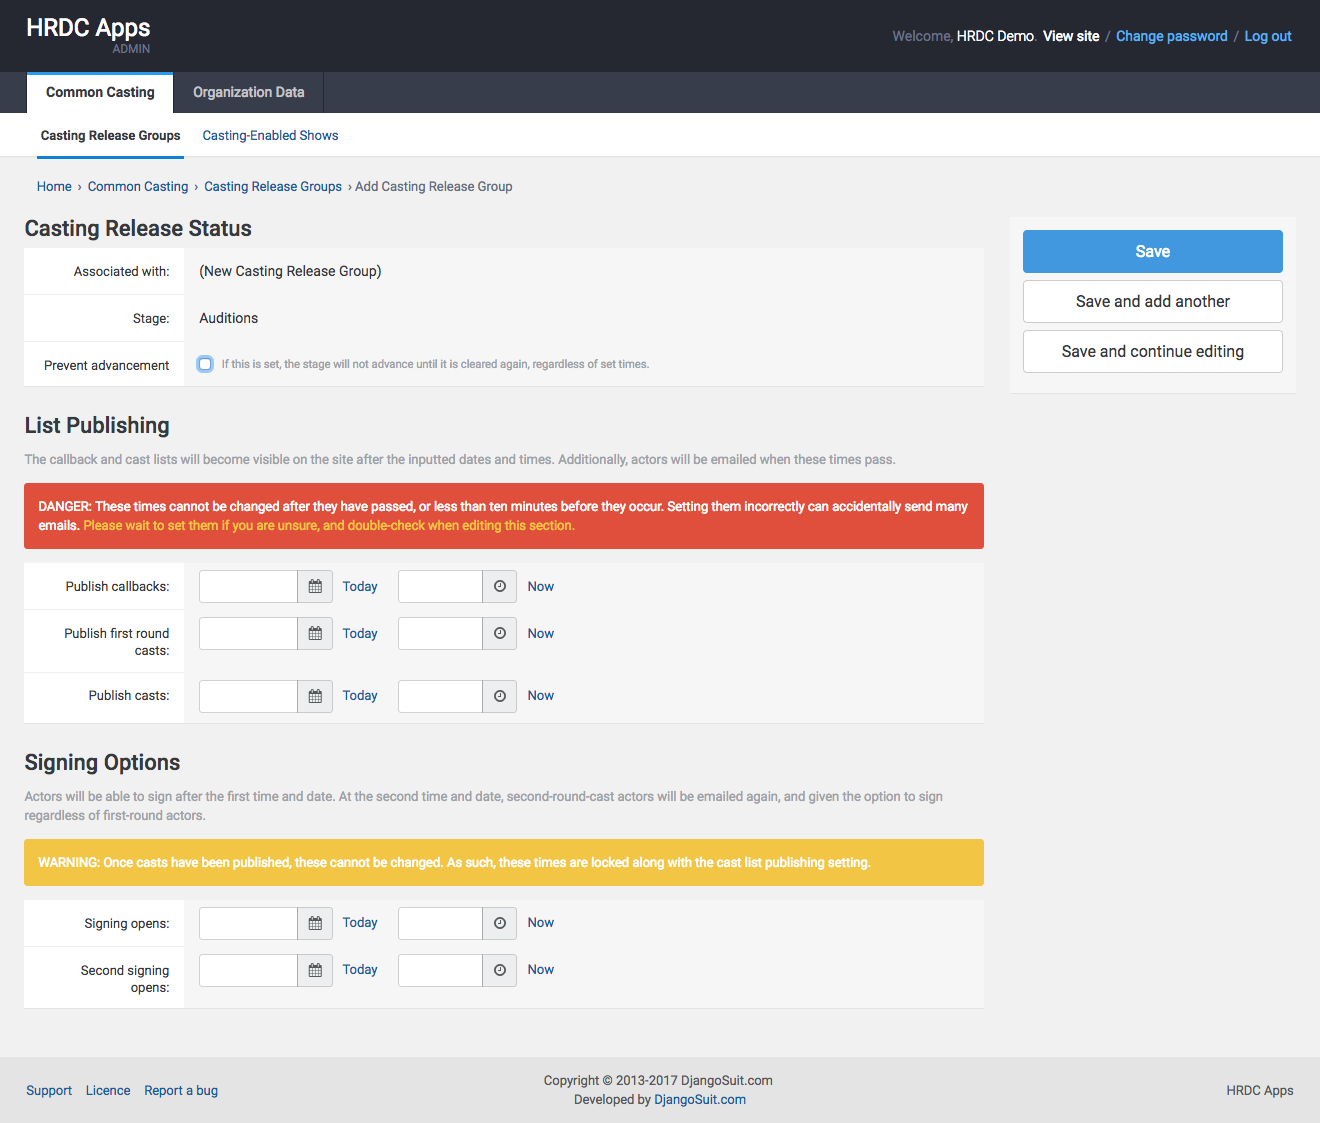 HRDC Apps
ADMIN
Welcome, HRDC Demo. View site / Change password / Log out
Common Casting
Organization Data
Casting Release Groups
Casting-Enabled Shows
Home › Common Casting › Casting Release Groups › Add Casting Release Group
Casting Release Status
Associated with: (New Casting Release Group)
Stage: Auditions
Prevent advancement If this is set, the stage will not advance until it is cleared again, regardless of set times.
Save
Save and add another
Save and continue editing
List Publishing
The callback and cast lists will become visible on the site after the inputted dates and times. Additionally, actors will be emailed when these times pass.
DANGER: These times cannot be changed after they have passed, or less than ten minutes before they occur. Setting them incorrectly can accidentally send many
emails. Please wait to set them if you are unsure, and double-check when editing this section.
Publish callbacks: Today Now
Publish first round
casts:
Today Now
Publish casts: Today Now
Signing Options
Actors will be able to sign after the first time and date. At the second time and date, second-round-cast actors will be emailed again, and given the option to sign
regardless of first-round actors.
WARNING: Once casts have been published, these cannot be changed. As such, these times are locked along with the cast list publishing setting.
Signing opens: Today Now
Second signing
opens:
Today Now
Support Licence Report a bug
Copyright © 2013-2017 DjangoSuit.com
Developed by DjangoSuit.com
HRDC Apps